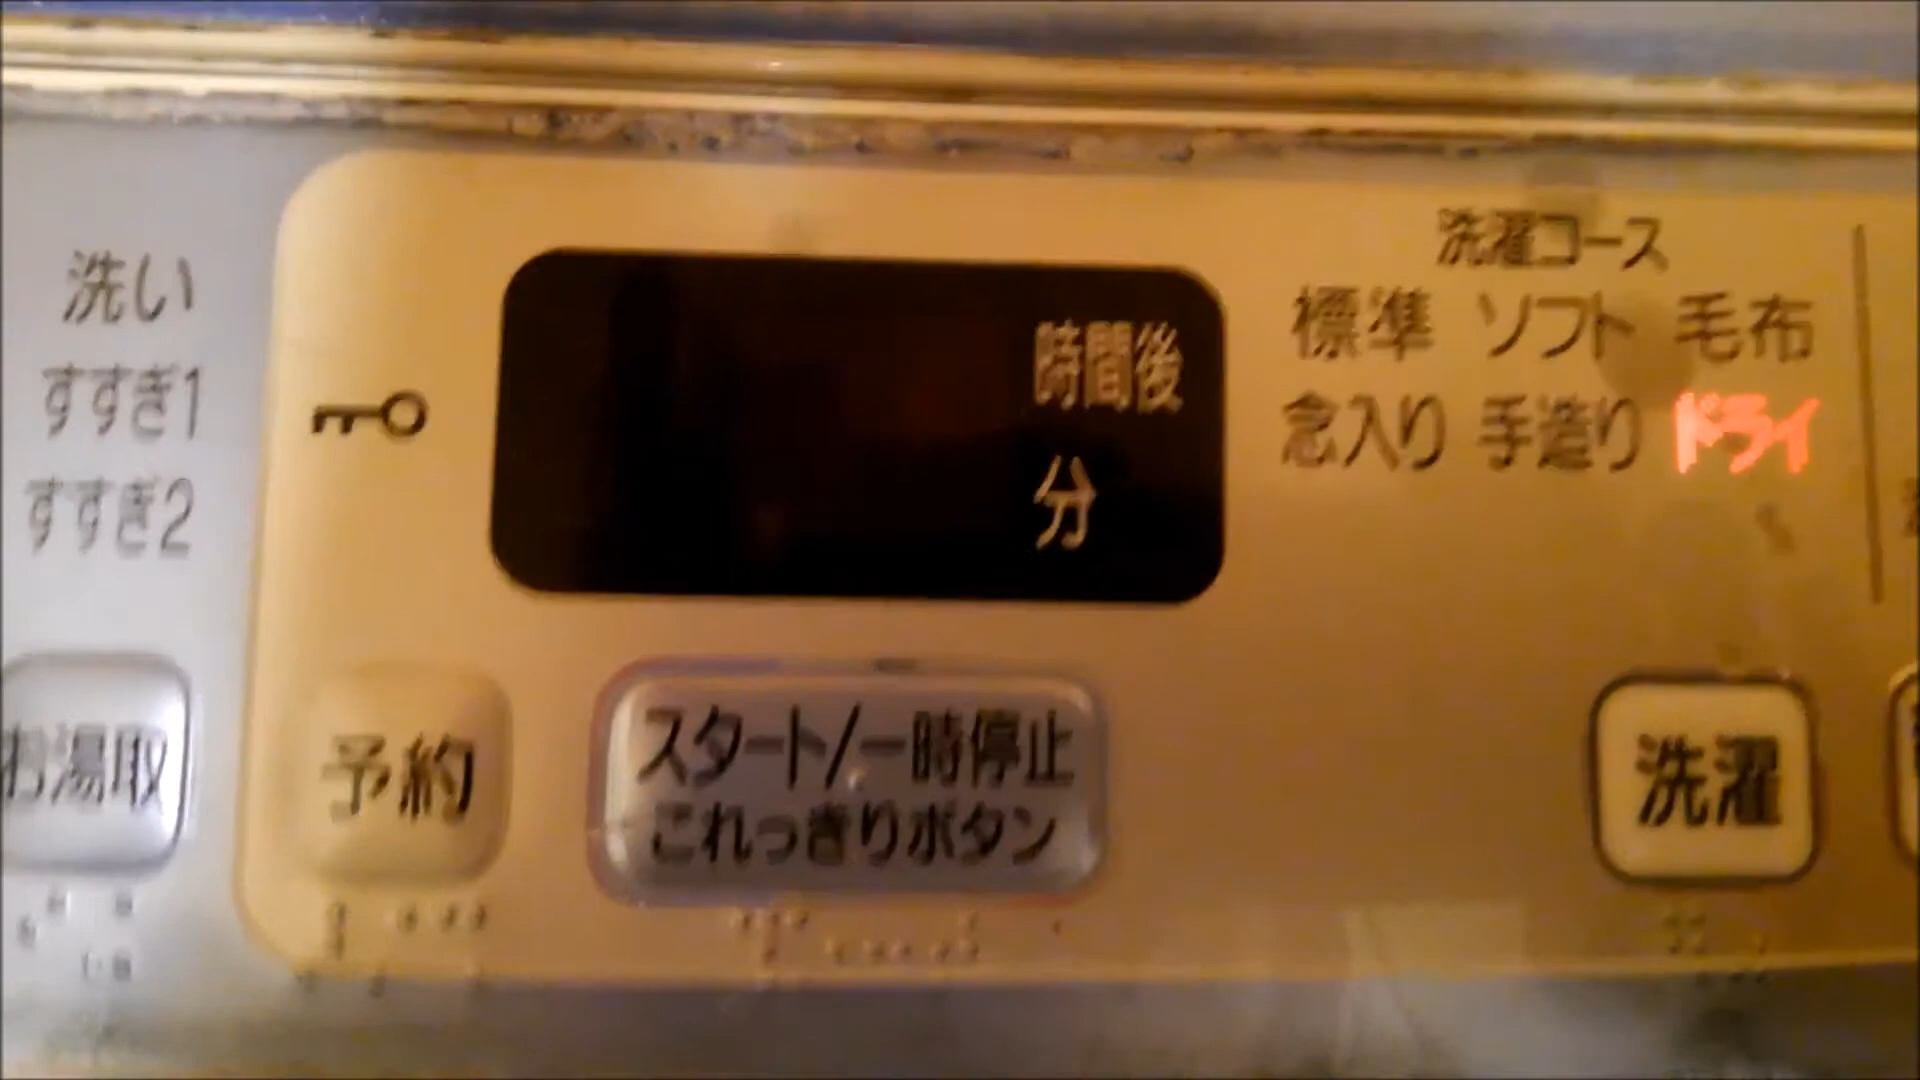 洗い
すすぎ1
すすぎ2
お湯取
時間後
分
洗濯コース
標準 ソフト 毛布
念入り 手造り ドライ
予約
スタート/一時停止
これっきりボタン
洗濯